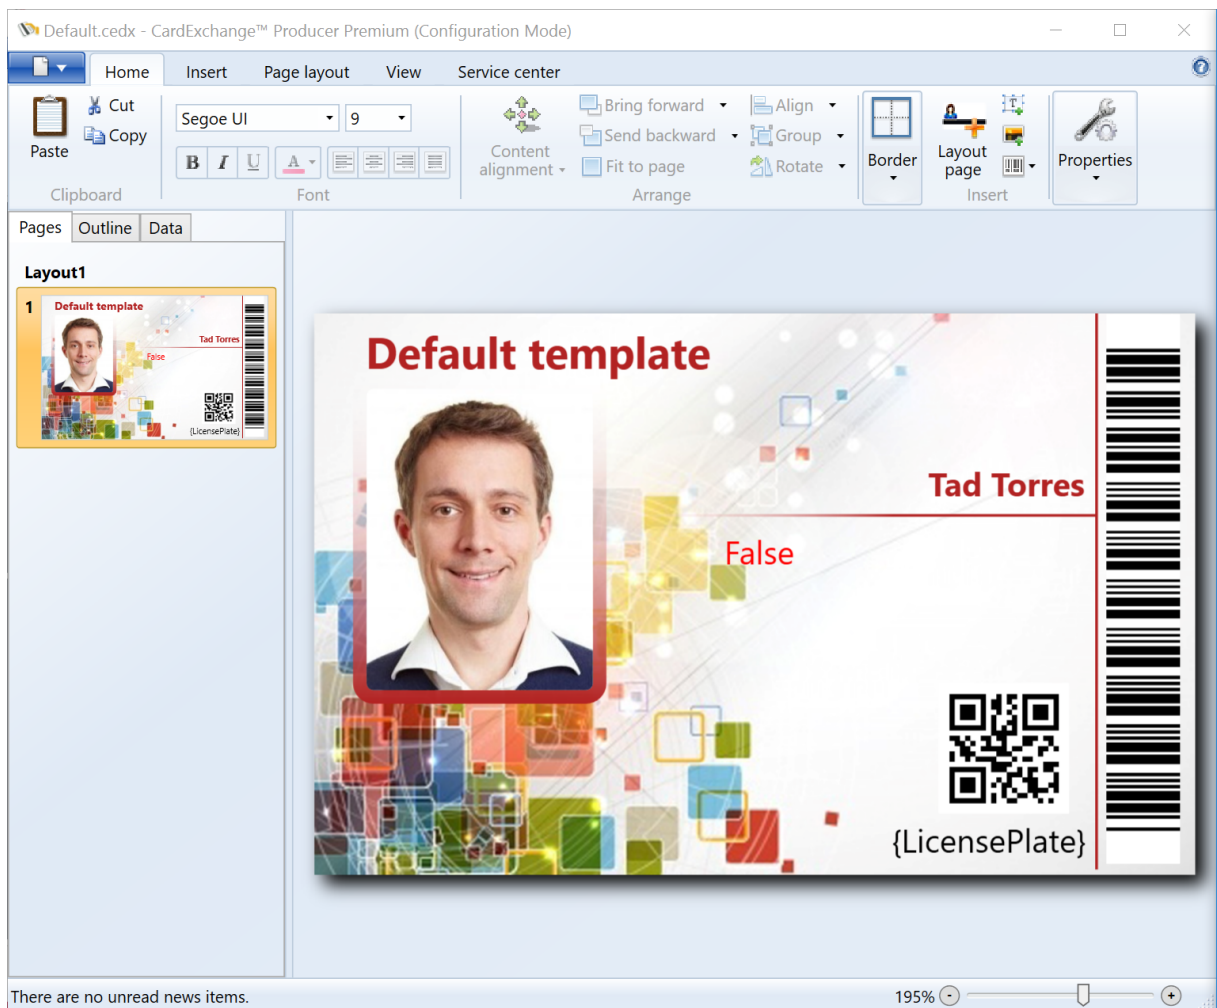 Default.cedx - CardExchange™ Producer Premium (Configuration Mode)
Home Insert Page layout View Service center
Paste
Cut
Copy
Clipboard
Segoe UI 9
B I U A
Font
Content alignment
Bring forward
Send backward
Fit to page
Align
Group
Rotate
Arrange
Border
Layout page
Insert
Properties
Pages Outline Data
Layout1
1
Default template
Tad Torres
False
{LicensePlate}
Default template
Tad Torres
False
{LicensePlate}
There are no unread news items.
195%